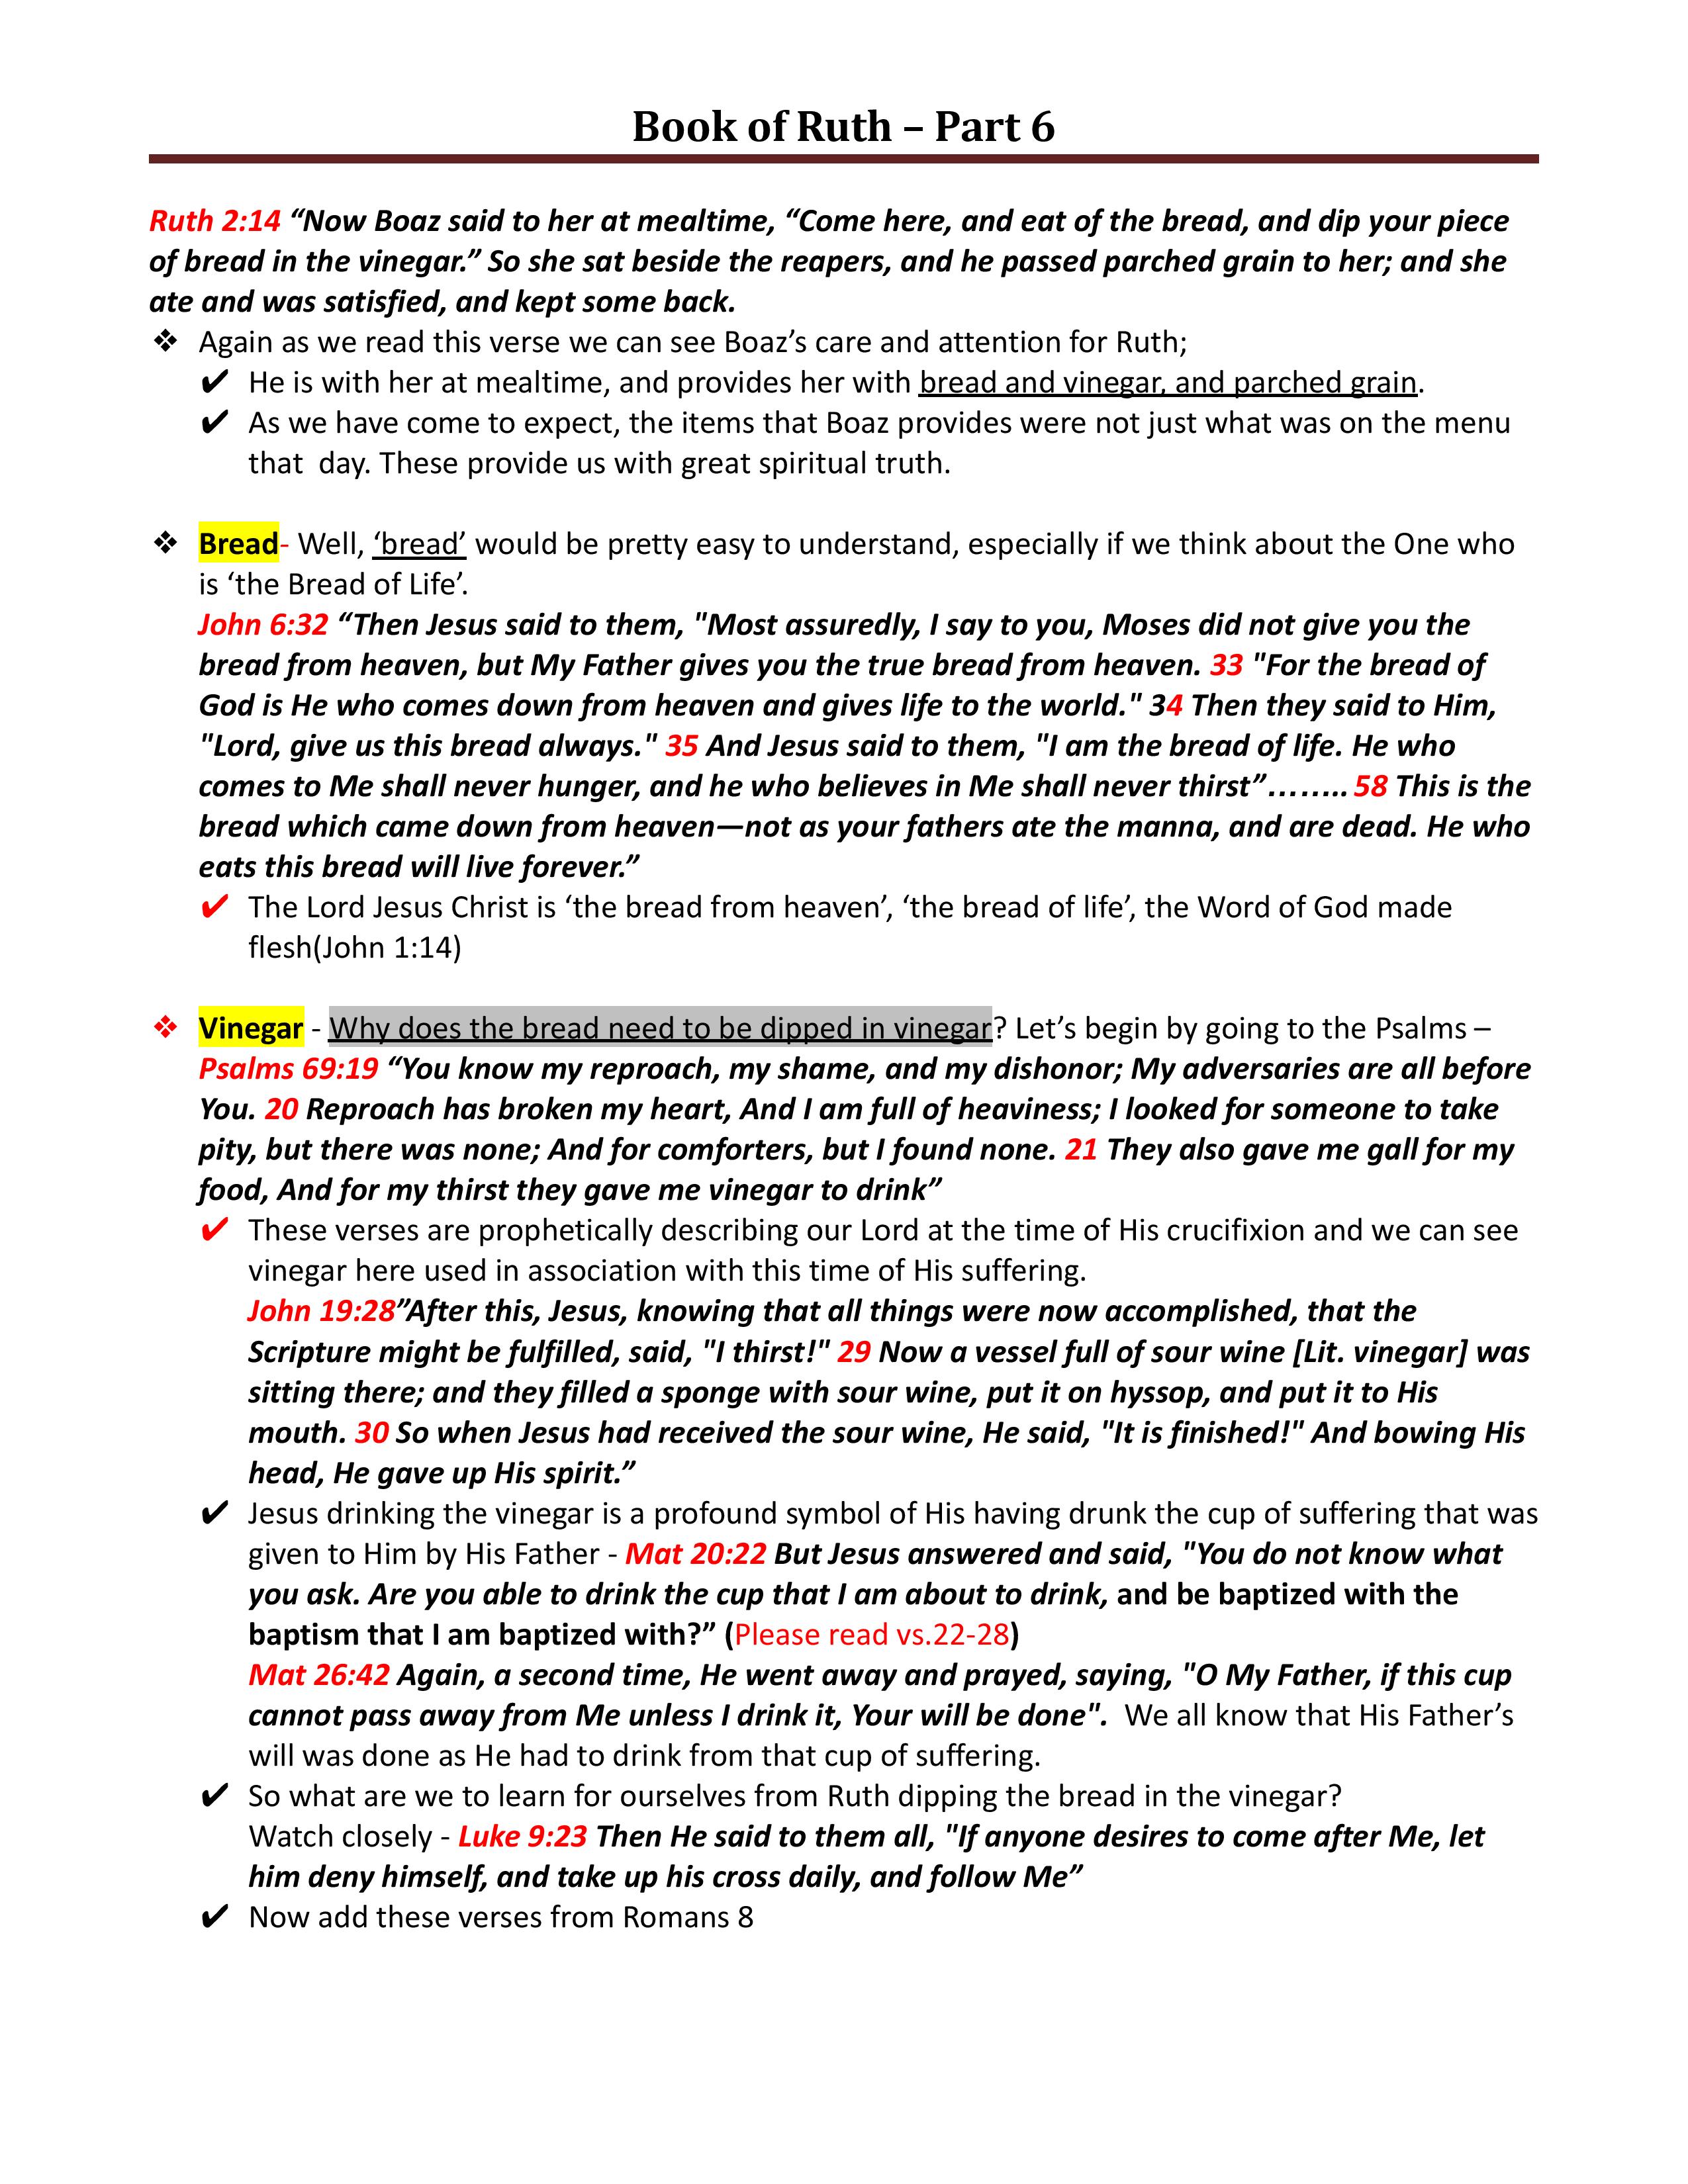 Book of Ruth – Part 6
Ruth 2:14 “Now Boaz said to her at mealtime, “Come here, and eat of the bread, and dip your piece
of bread in the vinegar.” So she sat beside the reapers, and he passed parched grain to her; and she
ate and was satisfied, and kept some back.
❖ Again as we read this verse we can see Boaz’s care and attention for Ruth;
✔ He is with her at mealtime, and provides her with bread and vinegar, and parched grain.
✔ As we have come to expect, the items that Boaz provides were not just what was on the menu
that  day. These provide us with great spiritual truth.
❖ Bread- Well, ‘bread’ would be pretty easy to understand, especially if we think about the One who
is ‘the Bread of Life’.
John 6:32 “Then Jesus said to them, "Most assuredly, I say to you, Moses did not give you the
bread from heaven, but My Father gives you the true bread from heaven. 33 "For the bread of
God is He who comes down from heaven and gives life to the world." 34 Then they said to Him,
"Lord, give us this bread always." 35 And Jesus said to them, "I am the bread of life. He who
comes to Me shall never hunger, and he who believes in Me shall never thirst”…….. 58 This is the
bread which came down from heaven—not as your fathers ate the manna, and are dead. He who
eats this bread will live forever.”
✔ The Lord Jesus Christ is ‘the bread from heaven’, ‘the bread of life’, the Word of God made
flesh(John 1:14)
❖ Vinegar - Why does the bread need to be dipped in vinegar? Let’s begin by going to the Psalms –
Psalms 69:19 “You know my reproach, my shame, and my dishonor; My adversaries are all before
You. 20 Reproach has broken my heart, And I am full of heaviness; I looked for someone to take
pity, but there was none; And for comforters, but I found none. 21 They also gave me gall for my
food, And for my thirst they gave me vinegar to drink”
✔ These verses are prophetically describing our Lord at the time of His crucifixion and we can see
vinegar here used in association with this time of His suffering.
John 19:28”After this, Jesus, knowing that all things were now accomplished, that the
Scripture might be fulfilled, said, "I thirst!" 29 Now a vessel full of sour wine [Lit. vinegar] was
sitting there; and they filled a sponge with sour wine, put it on hyssop, and put it to His
mouth. 30 So when Jesus had received the sour wine, He said, "It is finished!" And bowing His
head, He gave up His spirit.”
✔ Jesus drinking the vinegar is a profound symbol of His having drunk the cup of suffering that was
given to Him by His Father - Mat 20:22 But Jesus answered and said, "You do not know what
you ask. Are you able to drink the cup that I am about to drink, and be baptized with the
baptism that I am baptized with?” (Please read vs.22-28)
Mat 26:42 Again, a second time, He went away and prayed, saying, "O My Father, if this cup
cannot pass away from Me unless I drink it, Your will be done".  We all know that His Father’s
will was done as He had to drink from that cup of suffering.
✔ So what are we to learn for ourselves from Ruth dipping the bread in the vinegar?
Watch closely - Luke 9:23 Then He said to them all, "If anyone desires to come after Me, let
him deny himself, and take up his cross daily, and follow Me”
✔ Now add these verses from Romans 8